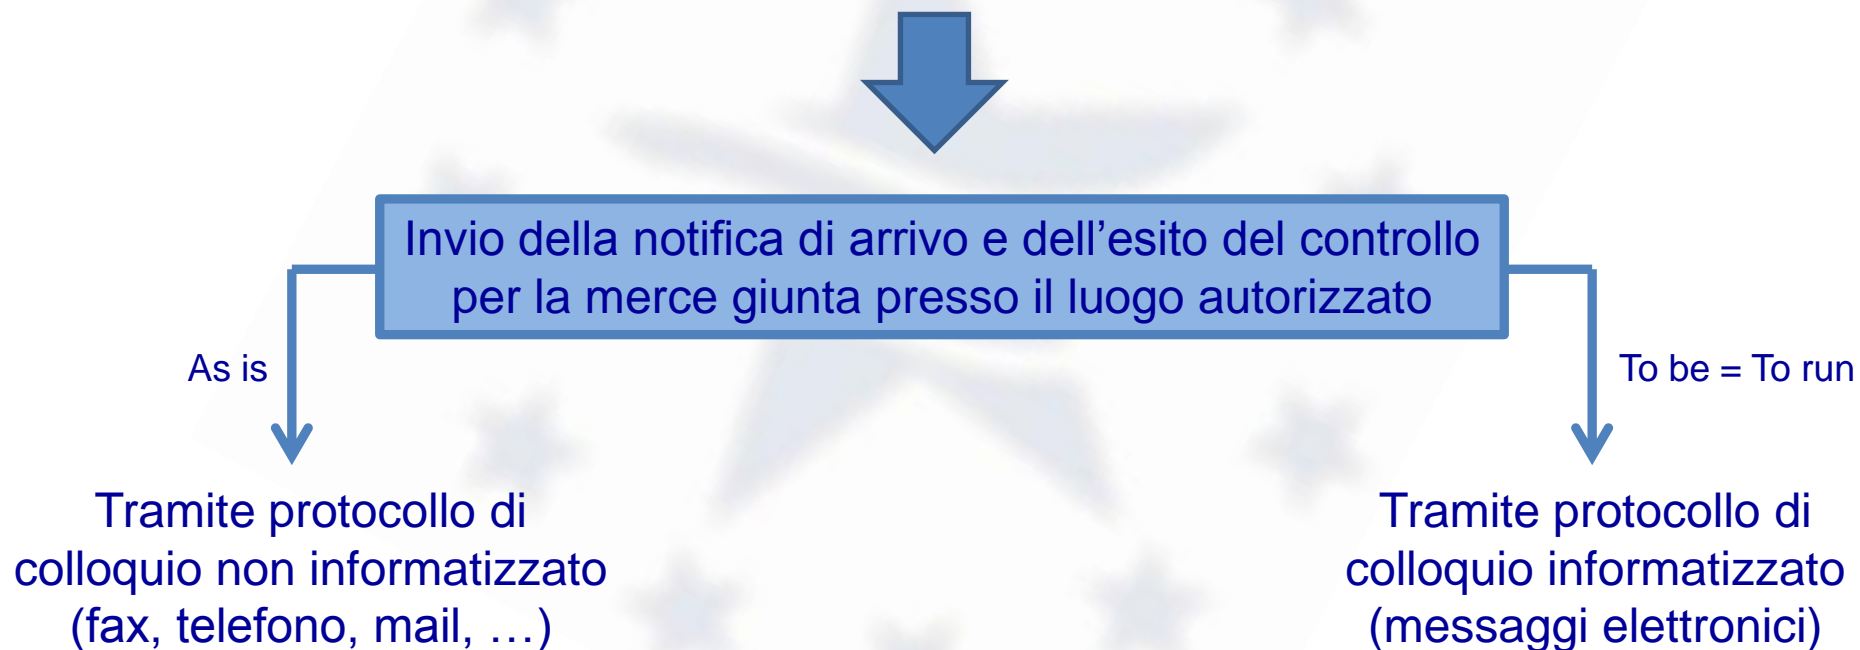 Invio della notifica di arrivo e dell’esito del controllo
per la merce giunta presso il luogo autorizzato
As is
To be = To run
Tramite protocollo di
colloquio non informatizzato
(fax, telefono, mail, …)
Tramite protocollo di
colloquio informatizzato
(messaggi elettronici)